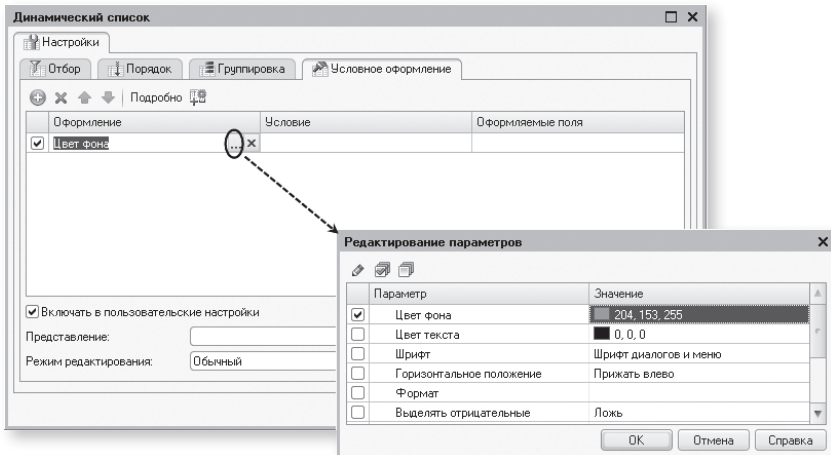 Динамический список
Настройки
Отбор Порядок Группировка Условное оформление
Подробно
Оформление Условие Оформляемые поля
Цвет фона ...
Включать в пользовательские настройки
Представление:
Режим редактирования: Обычный
Редактирование параметров
Параметр Значение
Цвет фона 204, 153, 255
Цвет текста 0, 0, 0
Шрифт Шрифт диалогов и меню
Горизонтальное положение Прижать влево
Формат
Выделять отрицательные Ложь
OK Отмена Справка